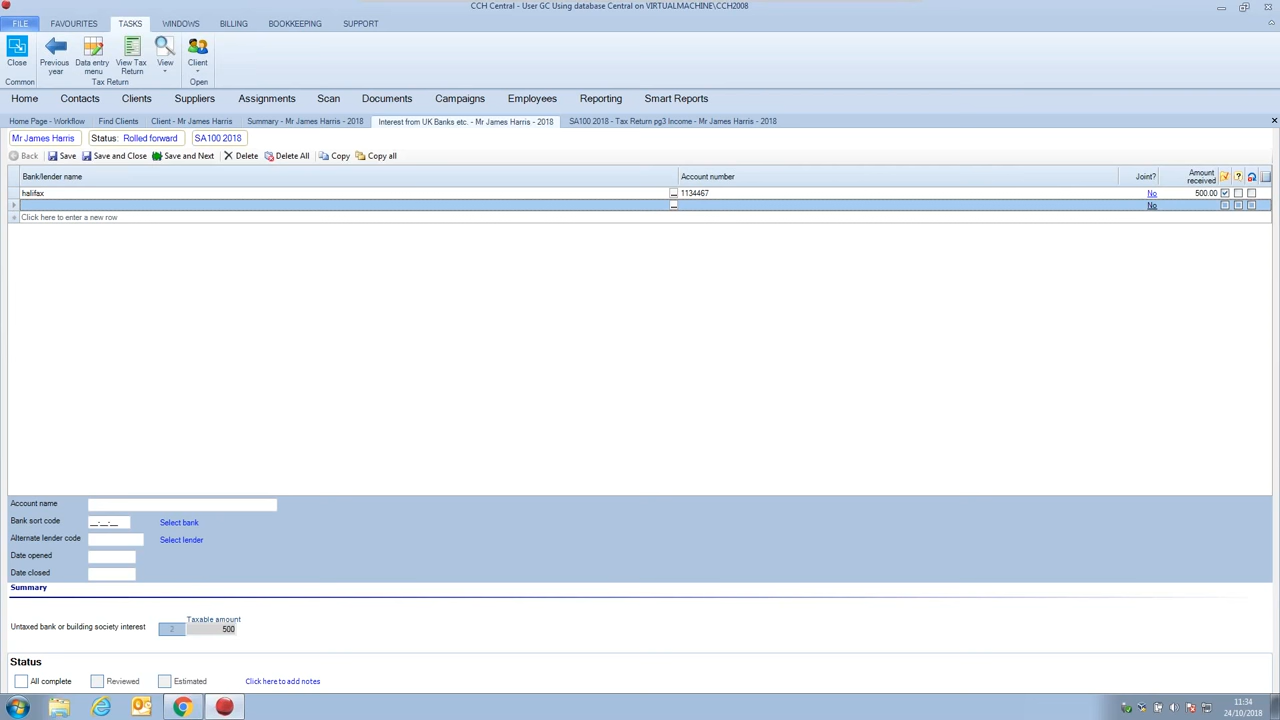 CCH Central - User GC Using database Central on VIRTUALMACHINE\CCH2008
FILE FAVOURITES TASKS WINDOWS BILLING BOOKKEEPING SUPPORT
Close Previous year Data entry menu View Tax Return View Client
Common Tax Return Open
Home Contacts Clients Suppliers Assignments Scan Documents Campaigns Employees Reporting Smart Reports
Home Page - Workflow Find Clients Client - Mr James Harris Summary - Mr James Harris - 2018 Interest from UK Banks etc. - Mr James Harris - 2018 SA100 2018 - Tax Return pg3 Income - Mr James Harris - 2018
Mr James Harris Status: Rolled forward SA100 2018
Back Save Save and Close Save and Next Delete Delete All Copy Copy all
Bank/lender name Account number Joint? Amount received
halifax ... 1134467 No 500.00
... No
Click here to enter a new row
Account name
Bank sort code __-__-__ Select bank
Alternate lender code Select lender
Date opened
Date closed
Summary
Taxable amount
Untaxed bank or building society interest 2 500
Status
All complete Reviewed Estimated Click here to add notes
11:34
24/10/2018